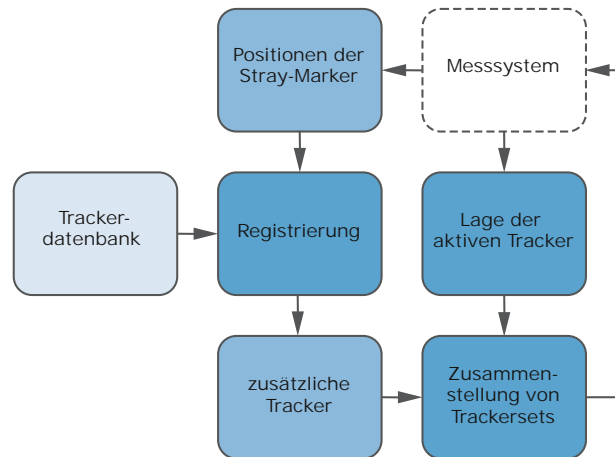 Positionen der
Stray-Marker
Messsystem
Tracker-
datenbank
Registrierung
Lage der
aktiven Tracker
zusätzliche
Tracker
Zusammen-
stellung von
Trackersets